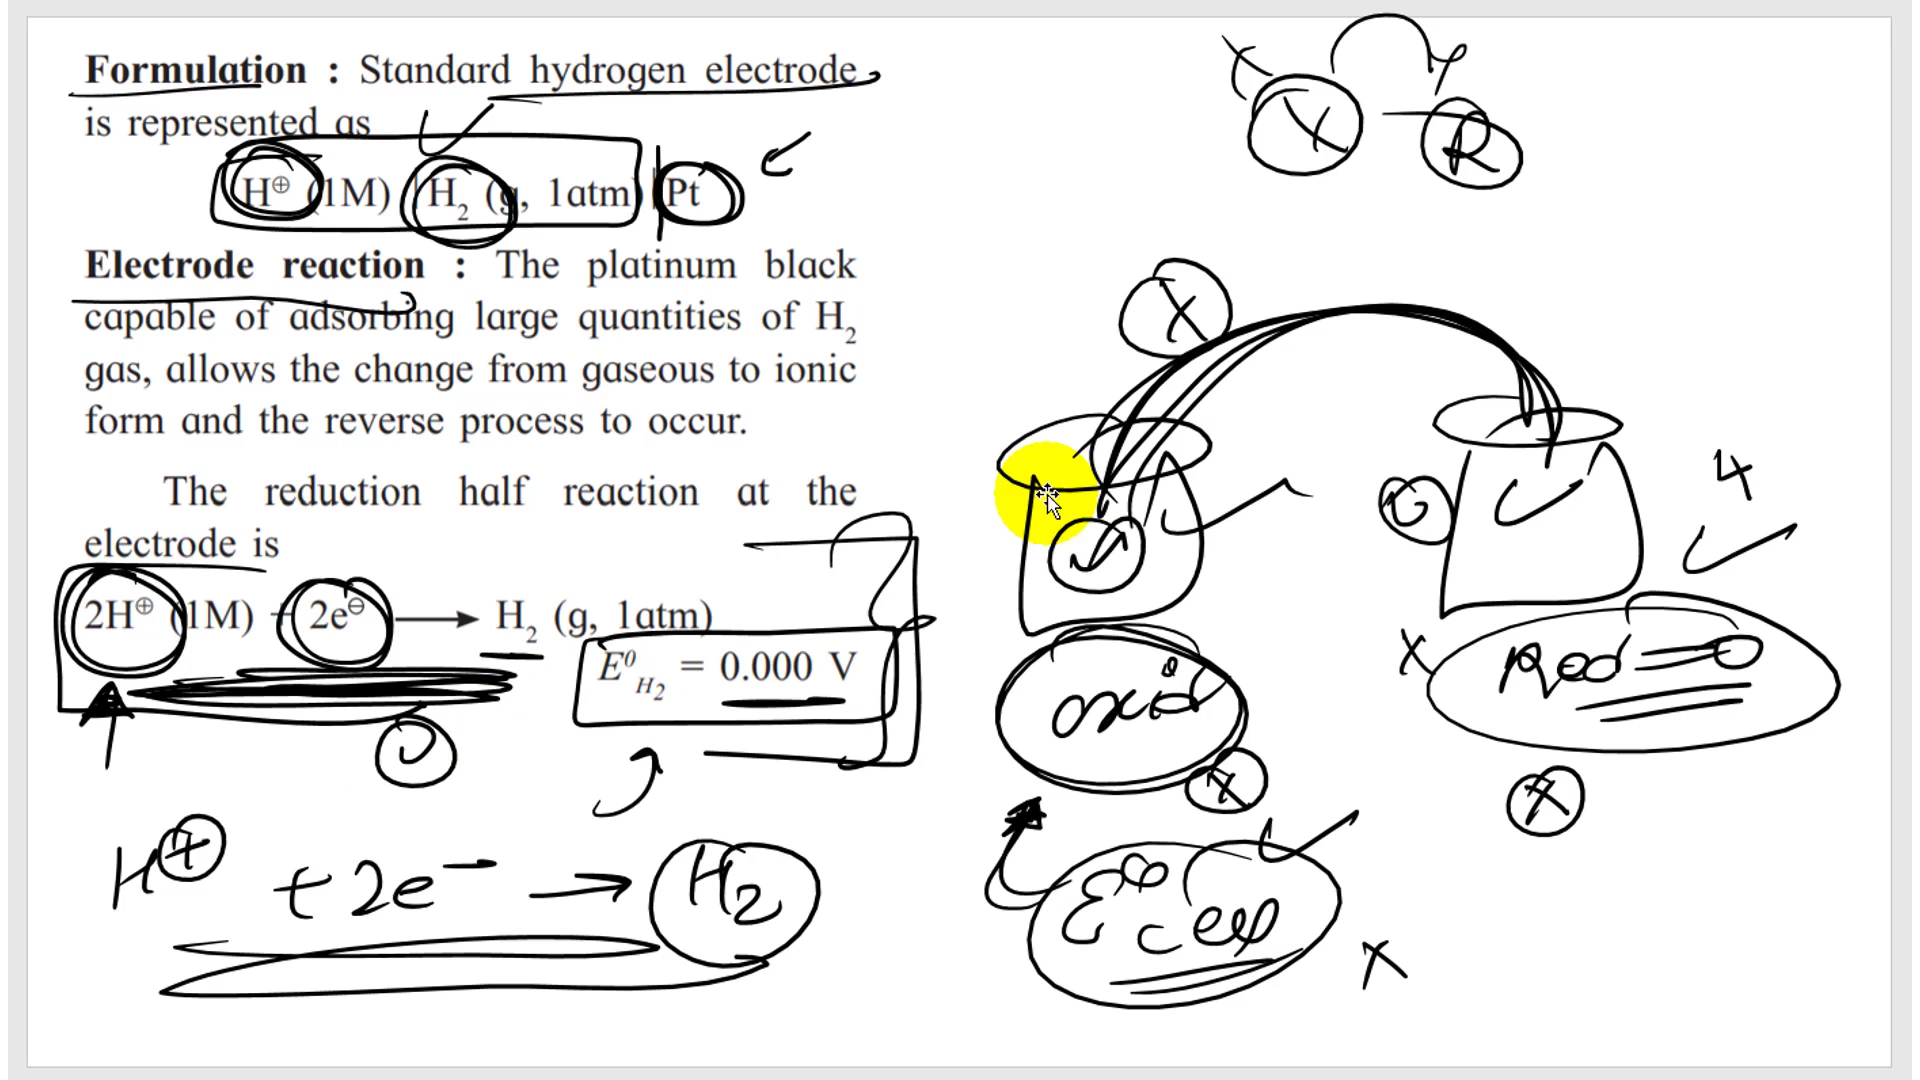 Formulation : Standard hydrogen electrode
is represented as
H⊕ (1M) | H₂ (g, 1atm) | Pt
Electrode reaction : The platinum black
capable of adsorbing large quantities of H₂
gas, allows the change from gaseous to ionic
form and the reverse process to occur.
The reduction half reaction at the
electrode is
2H⊕ (1M) + 2e⊖ ⟶ H₂ (g, 1atm)
E⁰H₂ = 0.000 V
H+ + 2e⁻ → H₂
X
R
X
4
oxid
Red
X
E° cell
X